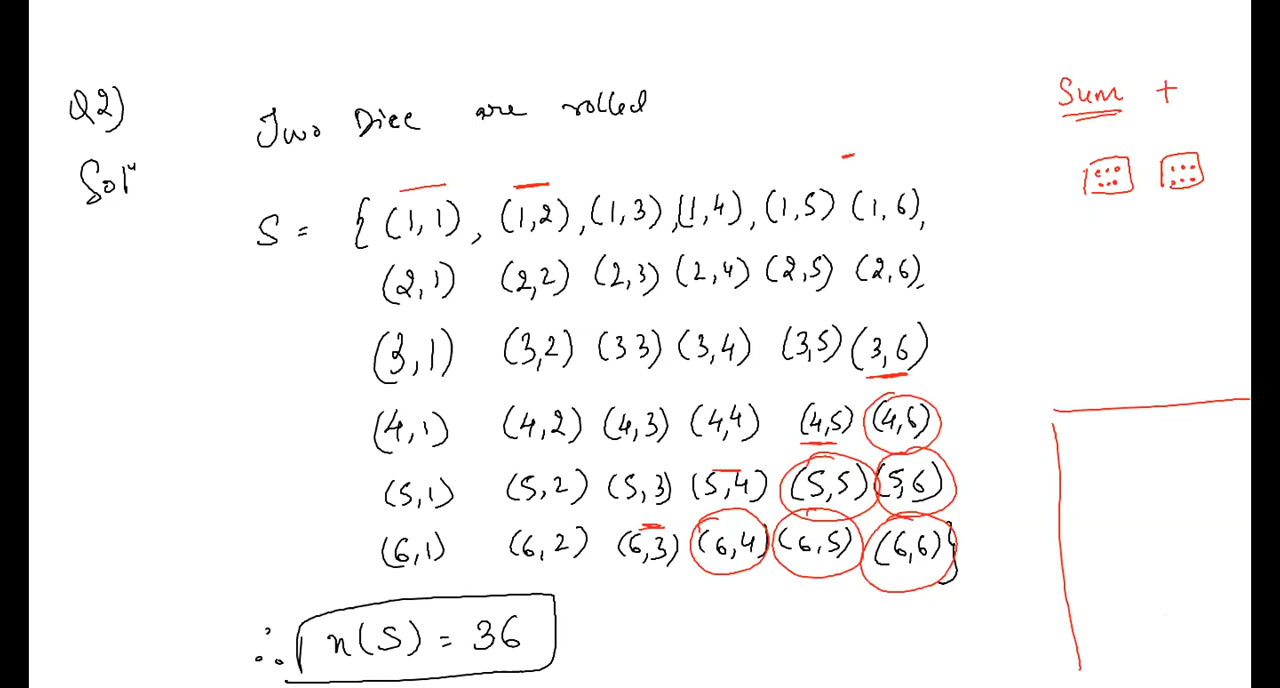 Q2) Two Dice are rolled
Sum +
Solⁿ
S = { (1,1), (1,2), (1,3), (1,4), (1,5) (1,6),
(2,1) (2,2) (2,3) (2,4) (2,5) (2,6),
(3,1) (3,2) (3 3) (3,4) (3,5) (3,6)
(4,1) (4,2) (4,3) (4,4) (4,5) (4,6)
(5,1) (5,2) (5,3) (5,4) (5,5) (5,6)
(6,1) (6,2) (6,3) (6,4) (6,5) (6,6) }
∴ n(S) = 36